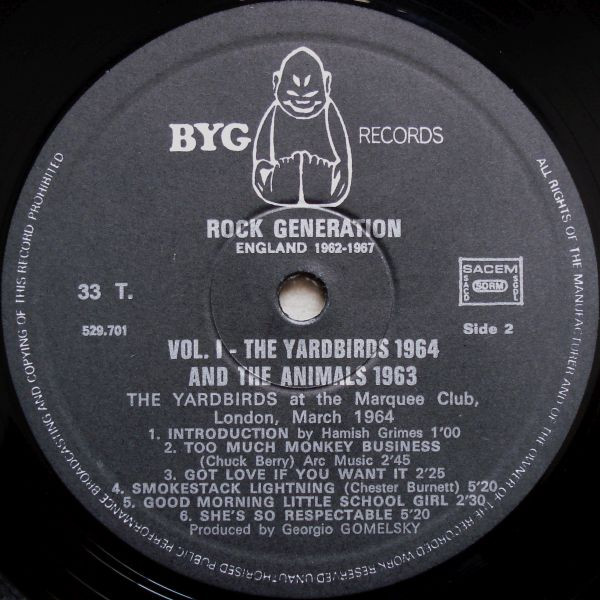 BYG RECORDS
ROCK GENERATION
ENGLAND 1962-1967
33 T.
529.701
SACEM
SACD SDRM SGDL
Side 2
VOL. I - THE YARDBIRDS 1964
AND THE ANIMALS 1963
THE YARDBIRDS at the Marquee Club,
London, March 1964
1. INTRODUCTION by Hamish Grimes 1'00
2. TOO MUCH MONKEY BUSINESS
(Chuck Berry) Arc Music 2'45
3. GOT LOVE IF YOU WANT IT 2'25
4. SMOKESTACK LIGHTNING (Chester Burnett) 5'20
5. GOOD MORNING LITTLE SCHOOL GIRL 2'30
6. SHE'S SO RESPECTABLE 5'20
Produced by Georgio GOMELSKY
ALL RIGHTS OF THE MANUFACTURER AND OF THE OWNER OF THE RECORDED WORK RESERVED UNAUTHORISED PUBLIC PERFORMANCE BROADCASTING AND COPYING OF THIS RECORD PROHIBITED